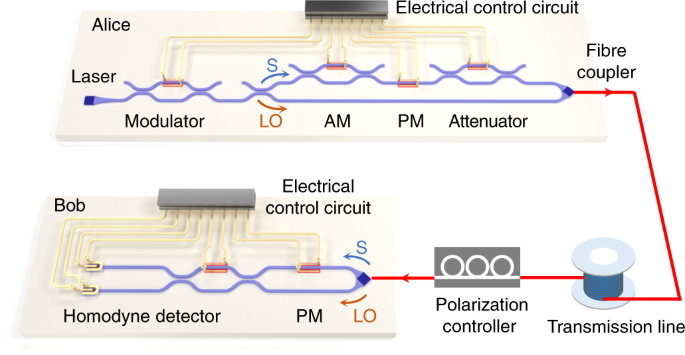 Electrical control circuit
Alice
Fibre
coupler
Laser
S
LO
Modulator
AM
PM
Attenuator
Bob
Electrical
control circuit
S
LO
Homodyne detector
PM
Polarization
controller
Transmission line